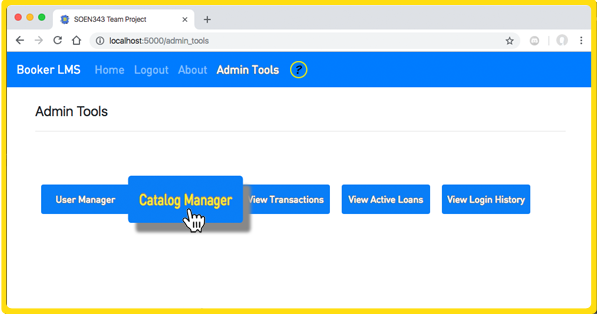 SOEN343 Team Project
localhost:5000/admin_tools
Booker LMS Home Logout About Admin Tools ?
Admin Tools
User Manager Catalog Manager View Transactions View Active Loans View Login History